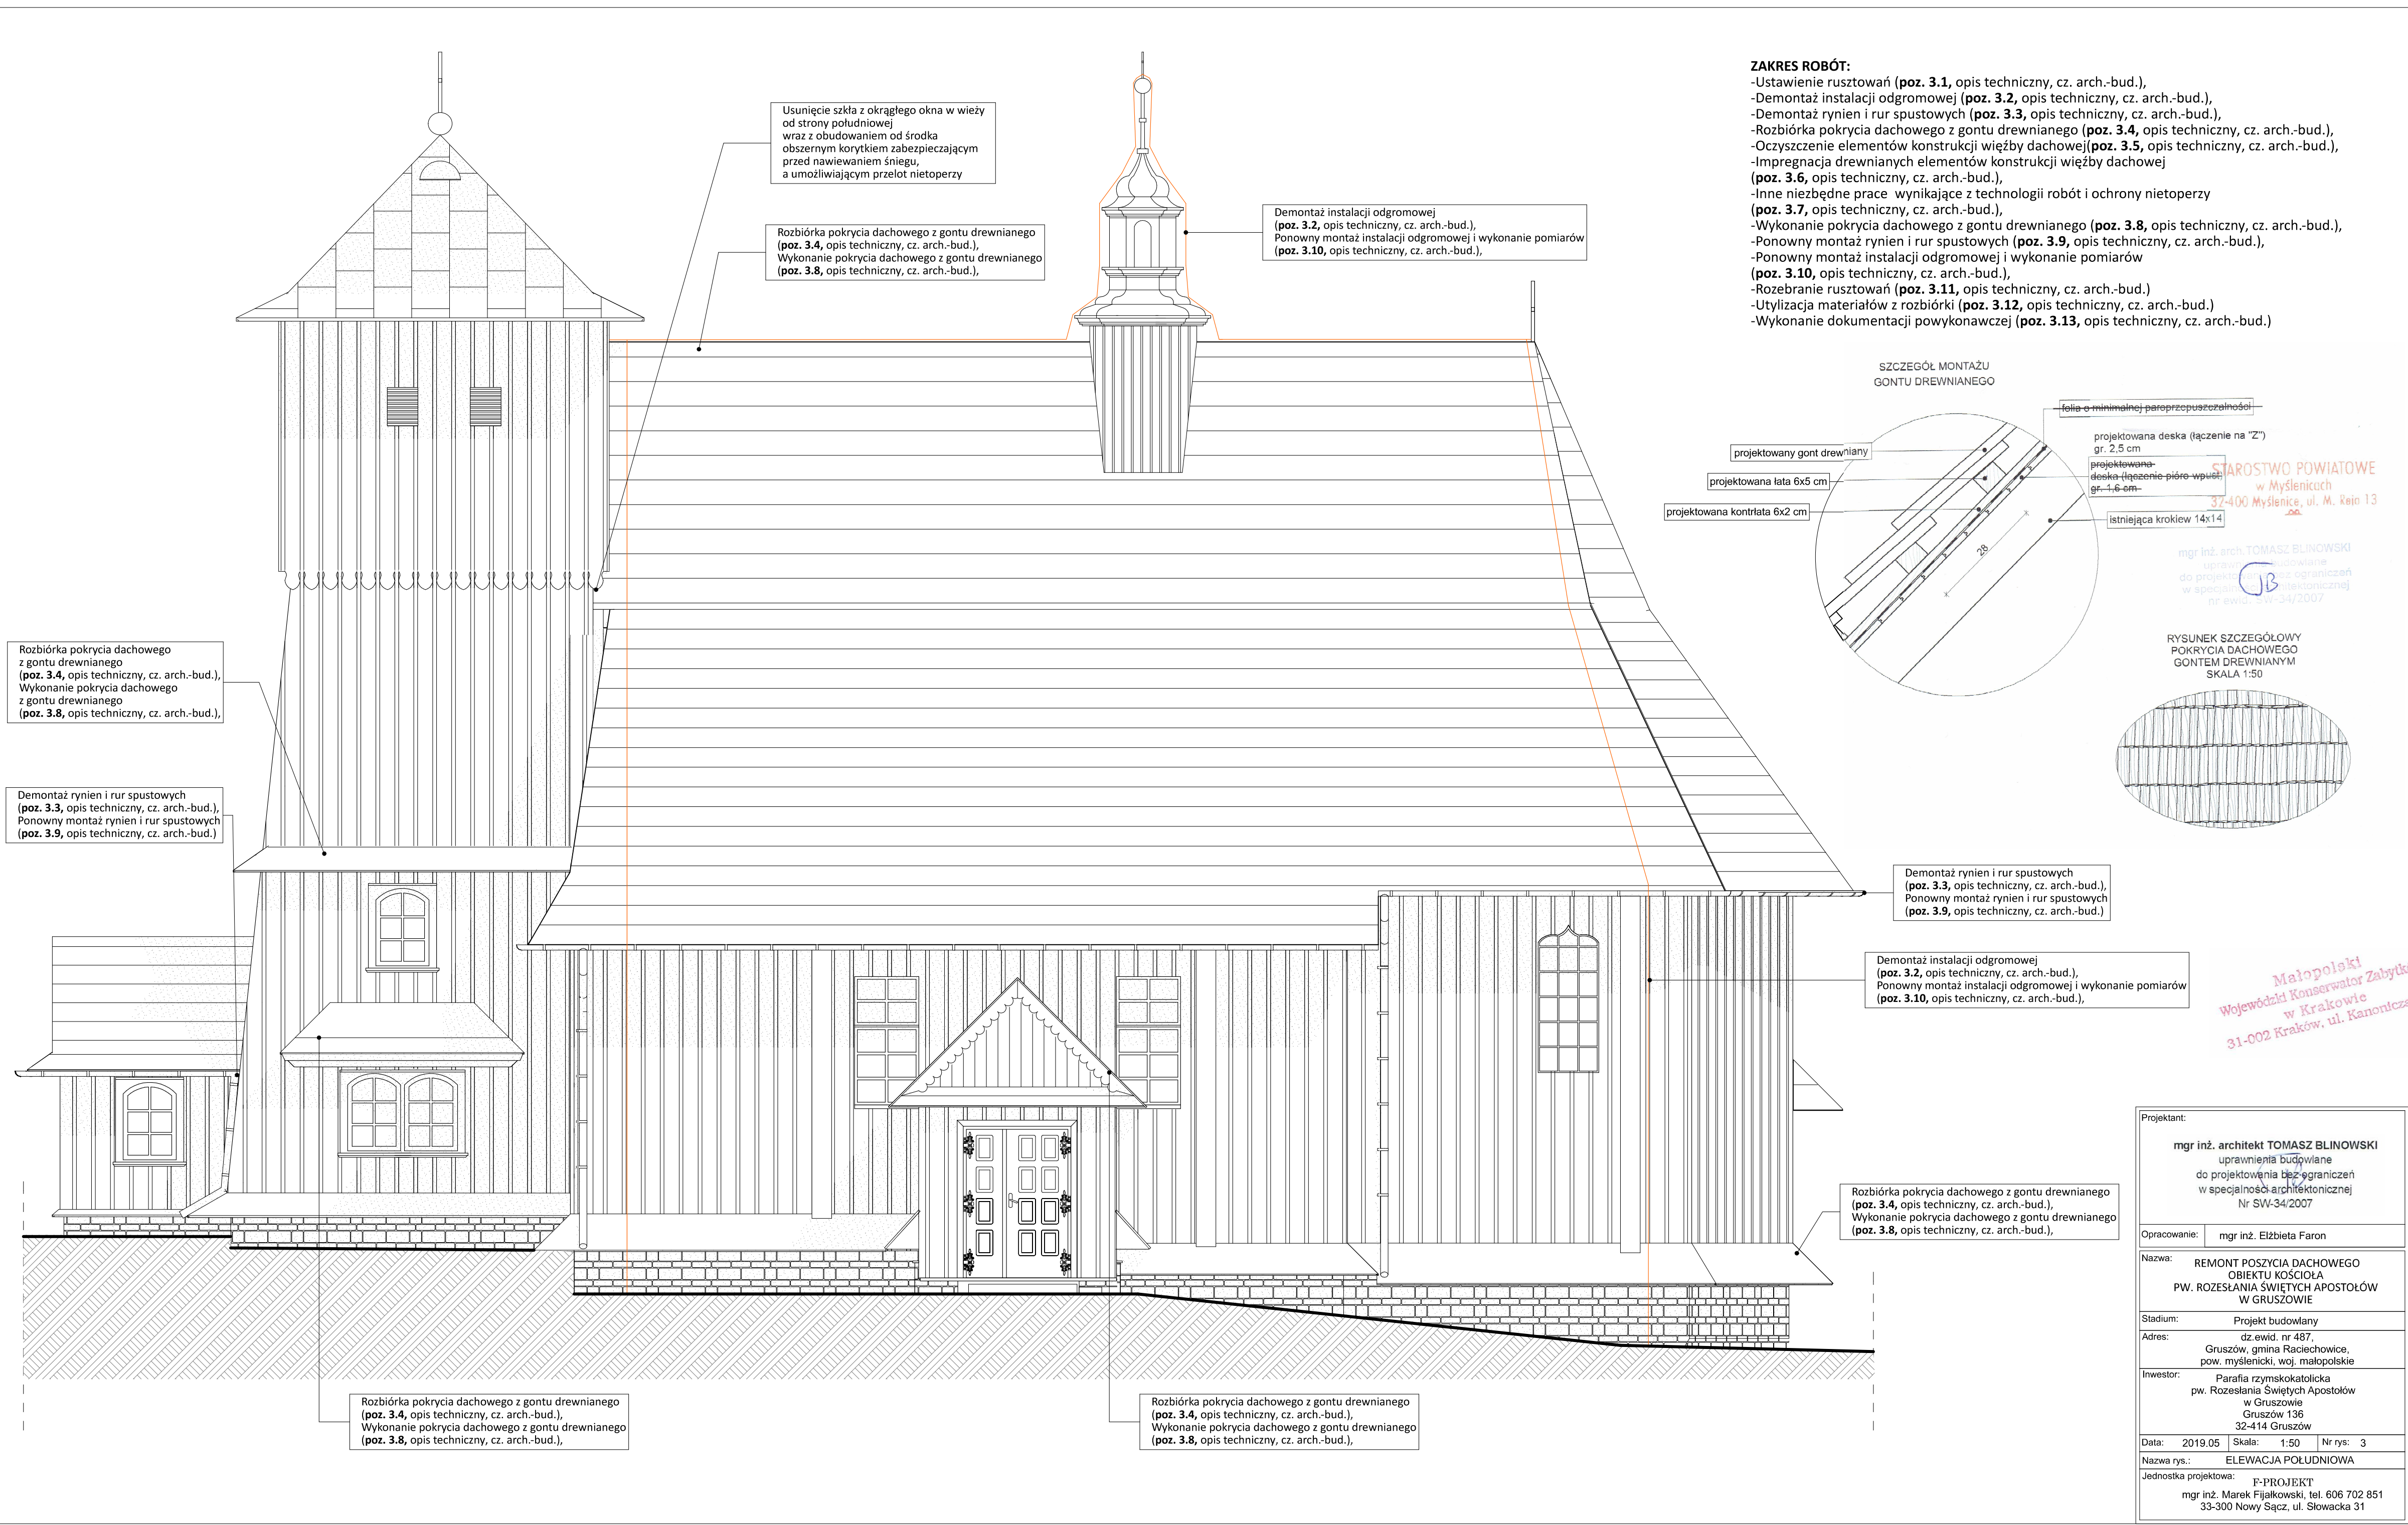 ZAKRES ROBÓT:
-Ustawienie rusztowań (poz. 3.1, opis techniczny, cz. arch.-bud.),
-Demontaż instalacji odgromowej (poz. 3.2, opis techniczny, cz. arch.-bud.),
-Demontaż rynien i rur spustowych (poz. 3.3, opis techniczny, cz. arch.-bud.),
-Rozbiórka pokrycia dachowego z gontu drewnianego (poz. 3.4, opis techniczny, cz. arch.-bud.),
-Oczyszczenie elementów konstrukcji więźby dachowej(poz. 3.5, opis techniczny, cz. arch.-bud.),
-Impregnacja drewnianych elementów konstrukcji więźby dachowej
(poz. 3.6, opis techniczny, cz. arch.-bud.),
-Inne niezbędne prace  wynikające z technologii robót i ochrony nietoperzy
(poz. 3.7, opis techniczny, cz. arch.-bud.),
-Wykonanie pokrycia dachowego z gontu drewnianego (poz. 3.8, opis techniczny, cz. arch.-bud.),
-Ponowny montaż rynien i rur spustowych (poz. 3.9, opis techniczny, cz. arch.-bud.),
-Ponowny montaż instalacji odgromowej i wykonanie pomiarów
(poz. 3.10, opis techniczny, cz. arch.-bud.),
-Rozebranie rusztowań (poz. 3.11, opis techniczny, cz. arch.-bud.)
-Utylizacja materiałów z rozbiórki (poz. 3.12, opis techniczny, cz. arch.-bud.)
-Wykonanie dokumentacji powykonawczej (poz. 3.13, opis techniczny, cz. arch.-bud.)
Usunięcie szkła z okrągłego okna w wieży
od strony południowej
wraz z obudowaniem od środka
obszernym korytkiem zabezpieczającym
przed nawiewaniem śniegu,
a umożliwiającym przelot nietoperzy
Rozbiórka pokrycia dachowego z gontu drewnianego
(poz. 3.4, opis techniczny, cz. arch.-bud.),
Wykonanie pokrycia dachowego z gontu drewnianego
(poz. 3.8, opis techniczny, cz. arch.-bud.),
Demontaż instalacji odgromowej
(poz. 3.2, opis techniczny, cz. arch.-bud.),
Ponowny montaż instalacji odgromowej i wykonanie pomiarów
(poz. 3.10, opis techniczny, cz. arch.-bud.),
SZCZEGÓŁ MONTAŻU
GONTU DREWNIANEGO
folia o minimalnej paroprzepuszczalności
projektowany gont drewniany
projektowana łata 6x5 cm
projektowana kontrłata 6x2 cm
projektowana deska (łączenie na "Z")
gr. 2,5 cm
projektowana
deska (łączenie pióro wpust)
gr. 1,6 cm
istniejąca krokiew 14x14
28
STAROSTWO POWIATOWE
w Myślenicach
32-400 Myślenice, ul. M. Reja 13
mgr inż. arch. TOMASZ BLINOWSKI
budowlane
do bez ograniczeń
w architektonicznej
nr ewid. SW-34/2007
RYSUNEK SZCZEGÓŁOWY
POKRYCIA DACHOWEGO
GONTEM DREWNIANYM
SKALA 1:50
Rozbiórka pokrycia dachowego
z gontu drewnianego
(poz. 3.4, opis techniczny, cz. arch.-bud.),
Wykonanie pokrycia dachowego
z gontu drewnianego
(poz. 3.8, opis techniczny, cz. arch.-bud.),
Demontaż rynien i rur spustowych
(poz. 3.3, opis techniczny, cz. arch.-bud.),
Ponowny montaż rynien i rur spustowych
(poz. 3.9, opis techniczny, cz. arch.-bud.)
Demontaż rynien i rur spustowych
(poz. 3.3, opis techniczny, cz. arch.-bud.),
Ponowny montaż rynien i rur spustowych
(poz. 3.9, opis techniczny, cz. arch.-bud.)
Demontaż instalacji odgromowej
(poz. 3.2, opis techniczny, cz. arch.-bud.),
Ponowny montaż instalacji odgromowej i wykonanie pomiarów
(poz. 3.10, opis techniczny, cz. arch.-bud.),
Małopolski
Wojewódzki Konserwator
w Krakowie
31-002 Kraków, ul.
Rozbiórka pokrycia dachowego z gontu drewnianego
(poz. 3.4, opis techniczny, cz. arch.-bud.),
Wykonanie pokrycia dachowego z gontu drewnianego
(poz. 3.8, opis techniczny, cz. arch.-bud.),
Rozbiórka pokrycia dachowego z gontu drewnianego
(poz. 3.4, opis techniczny, cz. arch.-bud.),
Wykonanie pokrycia dachowego z gontu drewnianego
(poz. 3.8, opis techniczny, cz. arch.-bud.),
Rozbiórka pokrycia dachowego z gontu drewnianego
(poz. 3.4, opis techniczny, cz. arch.-bud.),
Wykonanie pokrycia dachowego z gontu drewnianego
(poz. 3.8, opis techniczny, cz. arch.-bud.),
Projektant:
mgr inż. architekt TOMASZ BLINOWSKI
uprawnienia budowlane
do projektowania bez ograniczeń
w specjalności architektonicznej
Nr SW-34/2007
Opracowanie: mgr inż. Elżbieta Faron
Nazwa: REMONT POSZYCIA DACHOWEGO
OBIEKTU KOŚCIOŁA
PW. ROZESŁANIA ŚWIĘTYCH APOSTOŁÓW
W GRUSZOWIE
Stadium: Projekt budowlany
Adres: dz.ewid. nr 487,
Gruszów, gmina Raciechowice,
pow. myślenicki, woj. małopolskie
Inwestor: Parafia rzymskokatolicka
pw. Rozesłania Świętych Apostołów
w Gruszowie
Gruszów 136
32-414 Gruszów
Data: 2019.05 Skala: 1:50 Nr rys: 3
Nazwa rys.: ELEWACJA POŁUDNIOWA
Jednostka projektowa: F-PROJEKT
mgr inż. Marek Fijałkowski, tel. 606 702 851
33-300 Nowy Sącz, ul. Słowacka 31